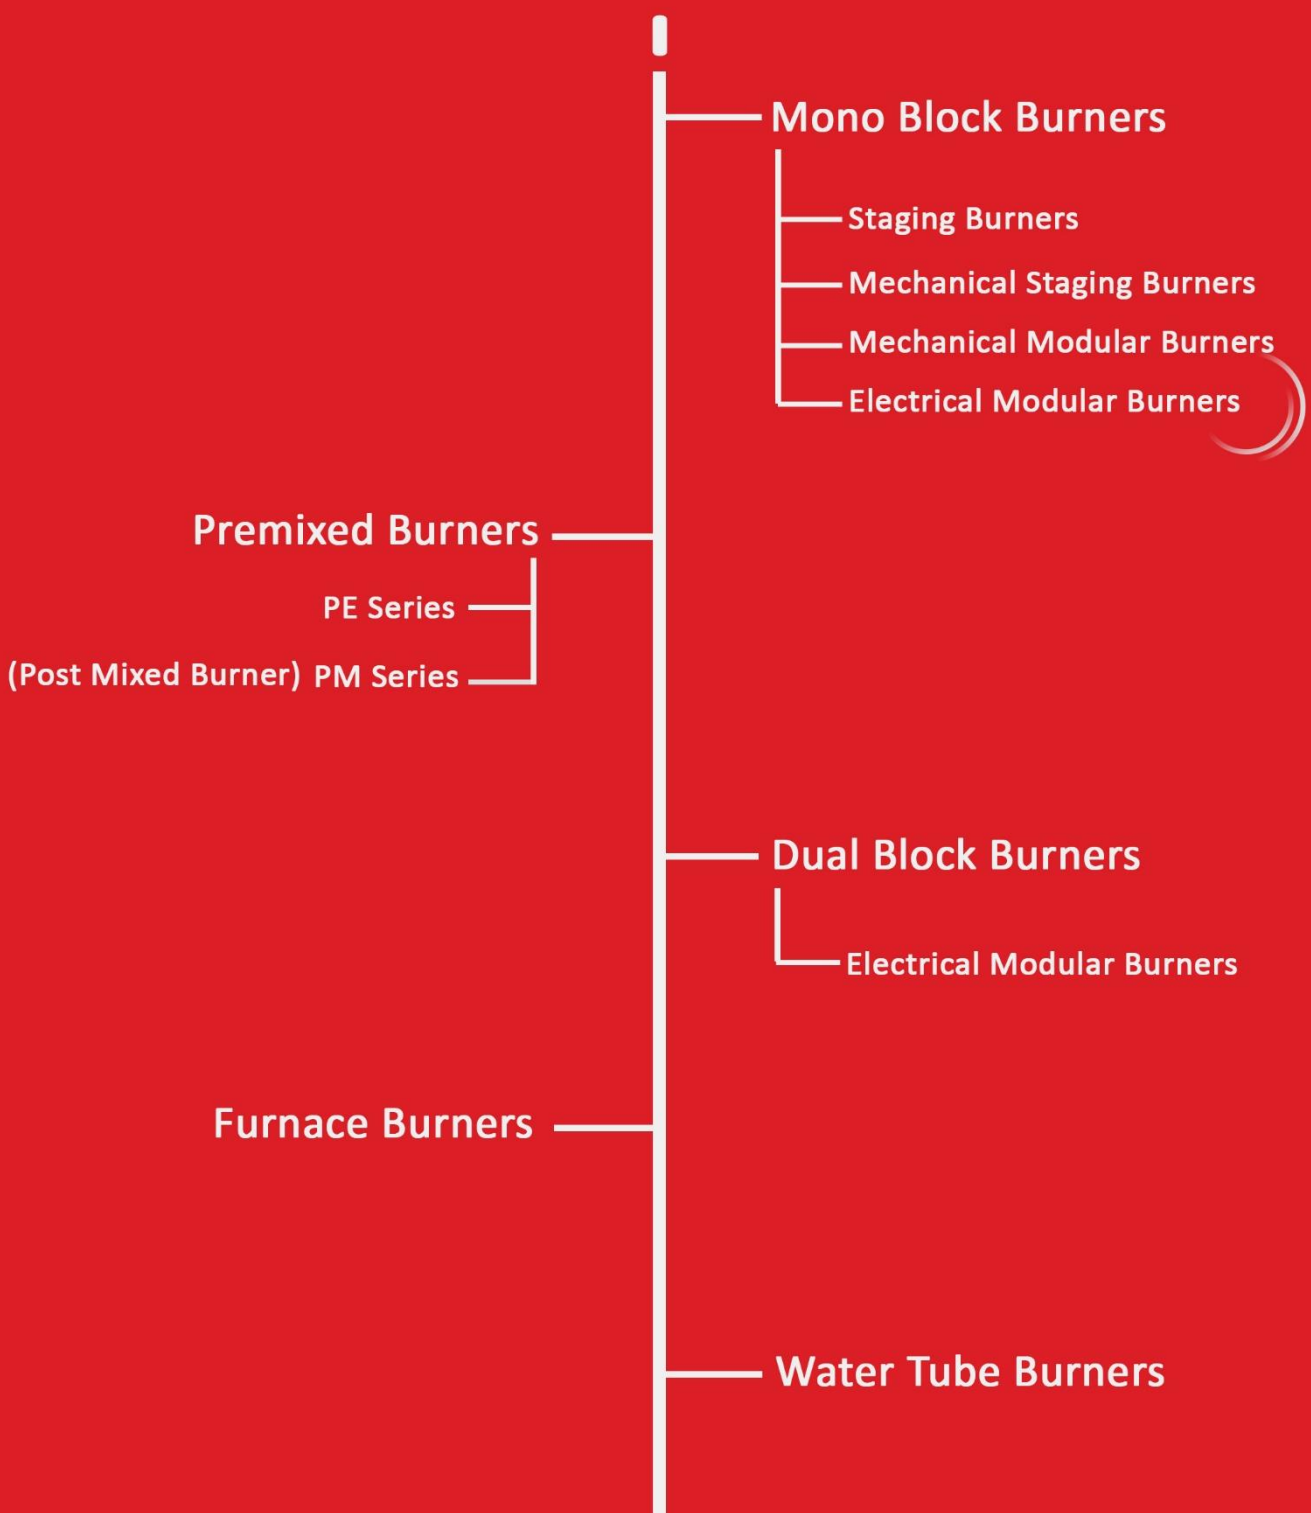 Mono Block Burners
Staging Burners
Mechanical Staging Burners
Mechanical Modular Burners
Electrical Modular Burners
Premixed Burners
PE Series
(Post Mixed Burner) PM Series
Dual Block Burners
Electrical Modular Burners
Furnace Burners
Water Tube Burners